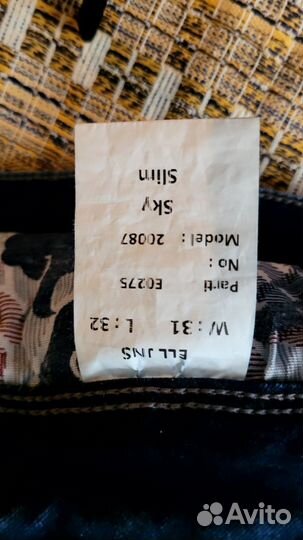 ELL JNS
W : 31 L : 32
Parti E0275
No :
Model : 20087
Sky
Slim
Avito